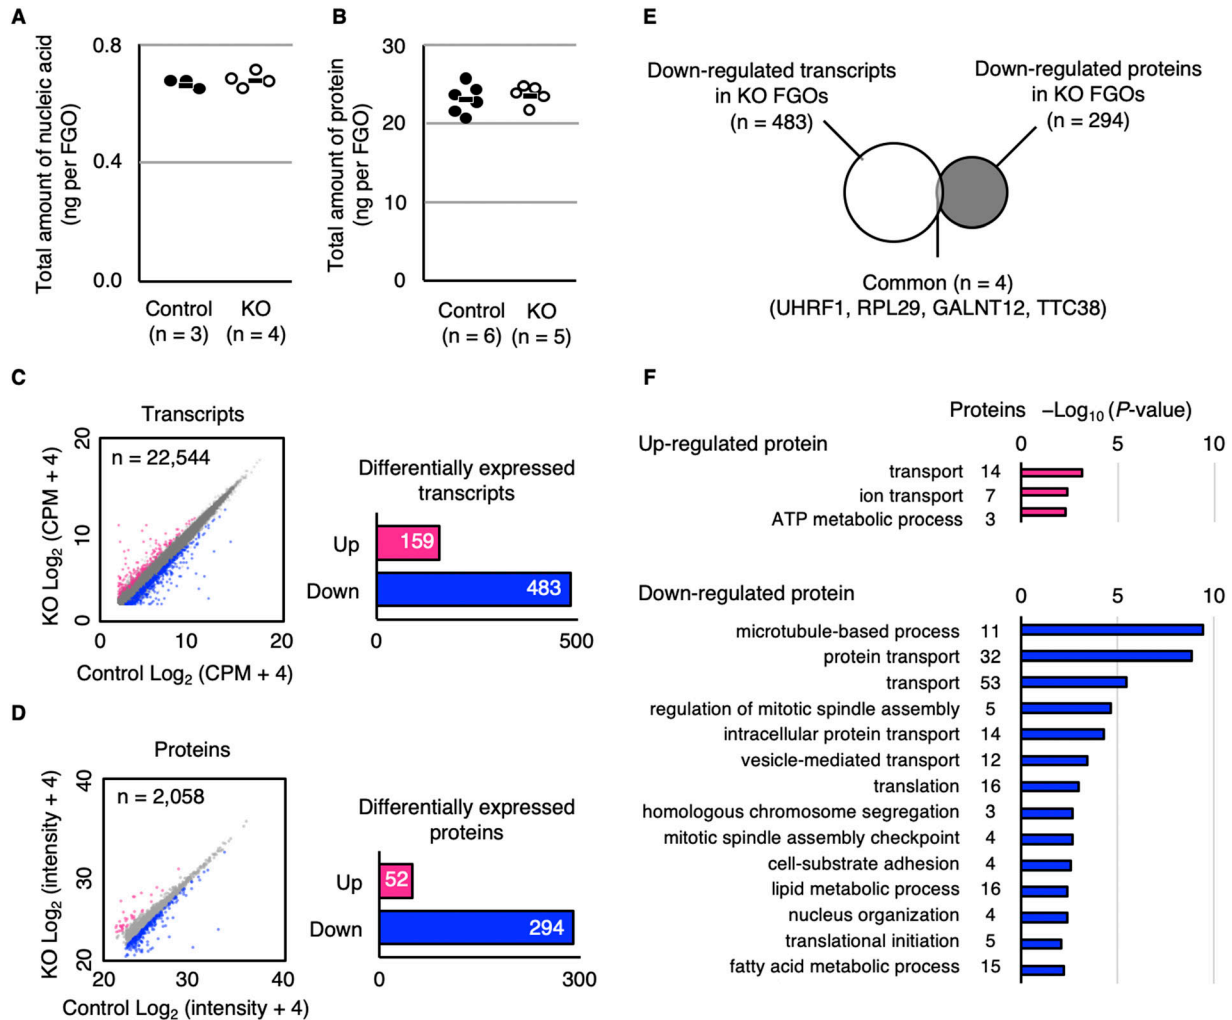 A
Total amount of nucleic acid
(ng per FGO)
0.8
0.4
0.0
Control
(n = 3)
KO
(n = 4)
B
Total amount of protein
(ng per FGO)
30
20
10
0
Control
(n = 6)
KO
(n = 5)
C
Transcripts
n = 22,544
KO Log₂ (CPM + 4)
20
10
0
0
10
20
Control Log₂ (CPM + 4)
Differentially expressed
transcripts
Up
159
Down
483
0
500
D
Proteins
n = 2,058
KO Log₂ (intensity + 4)
40
30
20
20
30
40
Control Log₂ (intensity + 4)
Differentially expressed
proteins
Up
52
Down
294
0
300
E
Down-regulated transcripts
in KO FGOs
(n = 483)
Down-regulated proteins
in KO FGOs
(n = 294)
Common (n = 4)
(UHRF1, RPL29, GALNT12, TTC38)
F
Proteins –Log₁₀ (P-value)
Up-regulated protein 0 5 10
transport 14
ion transport 7
ATP metabolic process 3
Down-regulated protein 0 5 10
microtubule-based process 11
protein transport 32
transport 53
regulation of mitotic spindle assembly 5
intracellular protein transport 14
vesicle-mediated transport 12
translation 16
homologous chromosome segregation 3
mitotic spindle assembly checkpoint 4
cell-substrate adhesion 4
lipid metabolic process 16
nucleus organization 4
translational initiation 5
fatty acid metabolic process 15